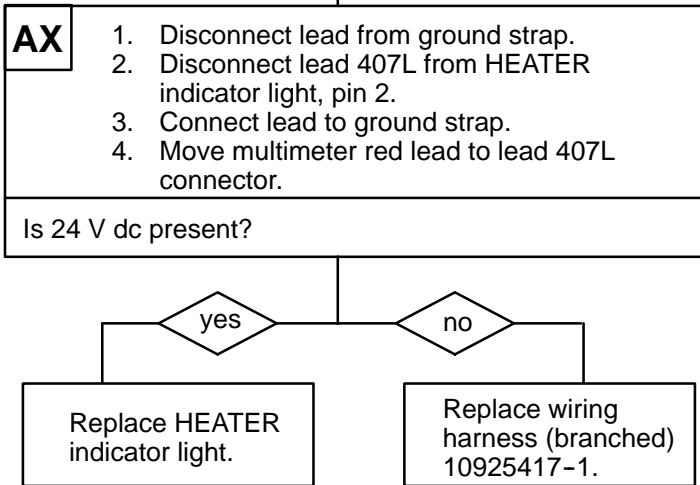 AX
1. Disconnect lead from ground strap.
2. Disconnect lead 407L from HEATER
indicator light, pin 2.
3. Connect lead to ground strap.
4. Move multimeter red lead to lead 407L
connector.
Is 24 V dc present?
yes
no
Replace HEATER
indicator light.
Replace wiring
harness (branched)
10925417-1.